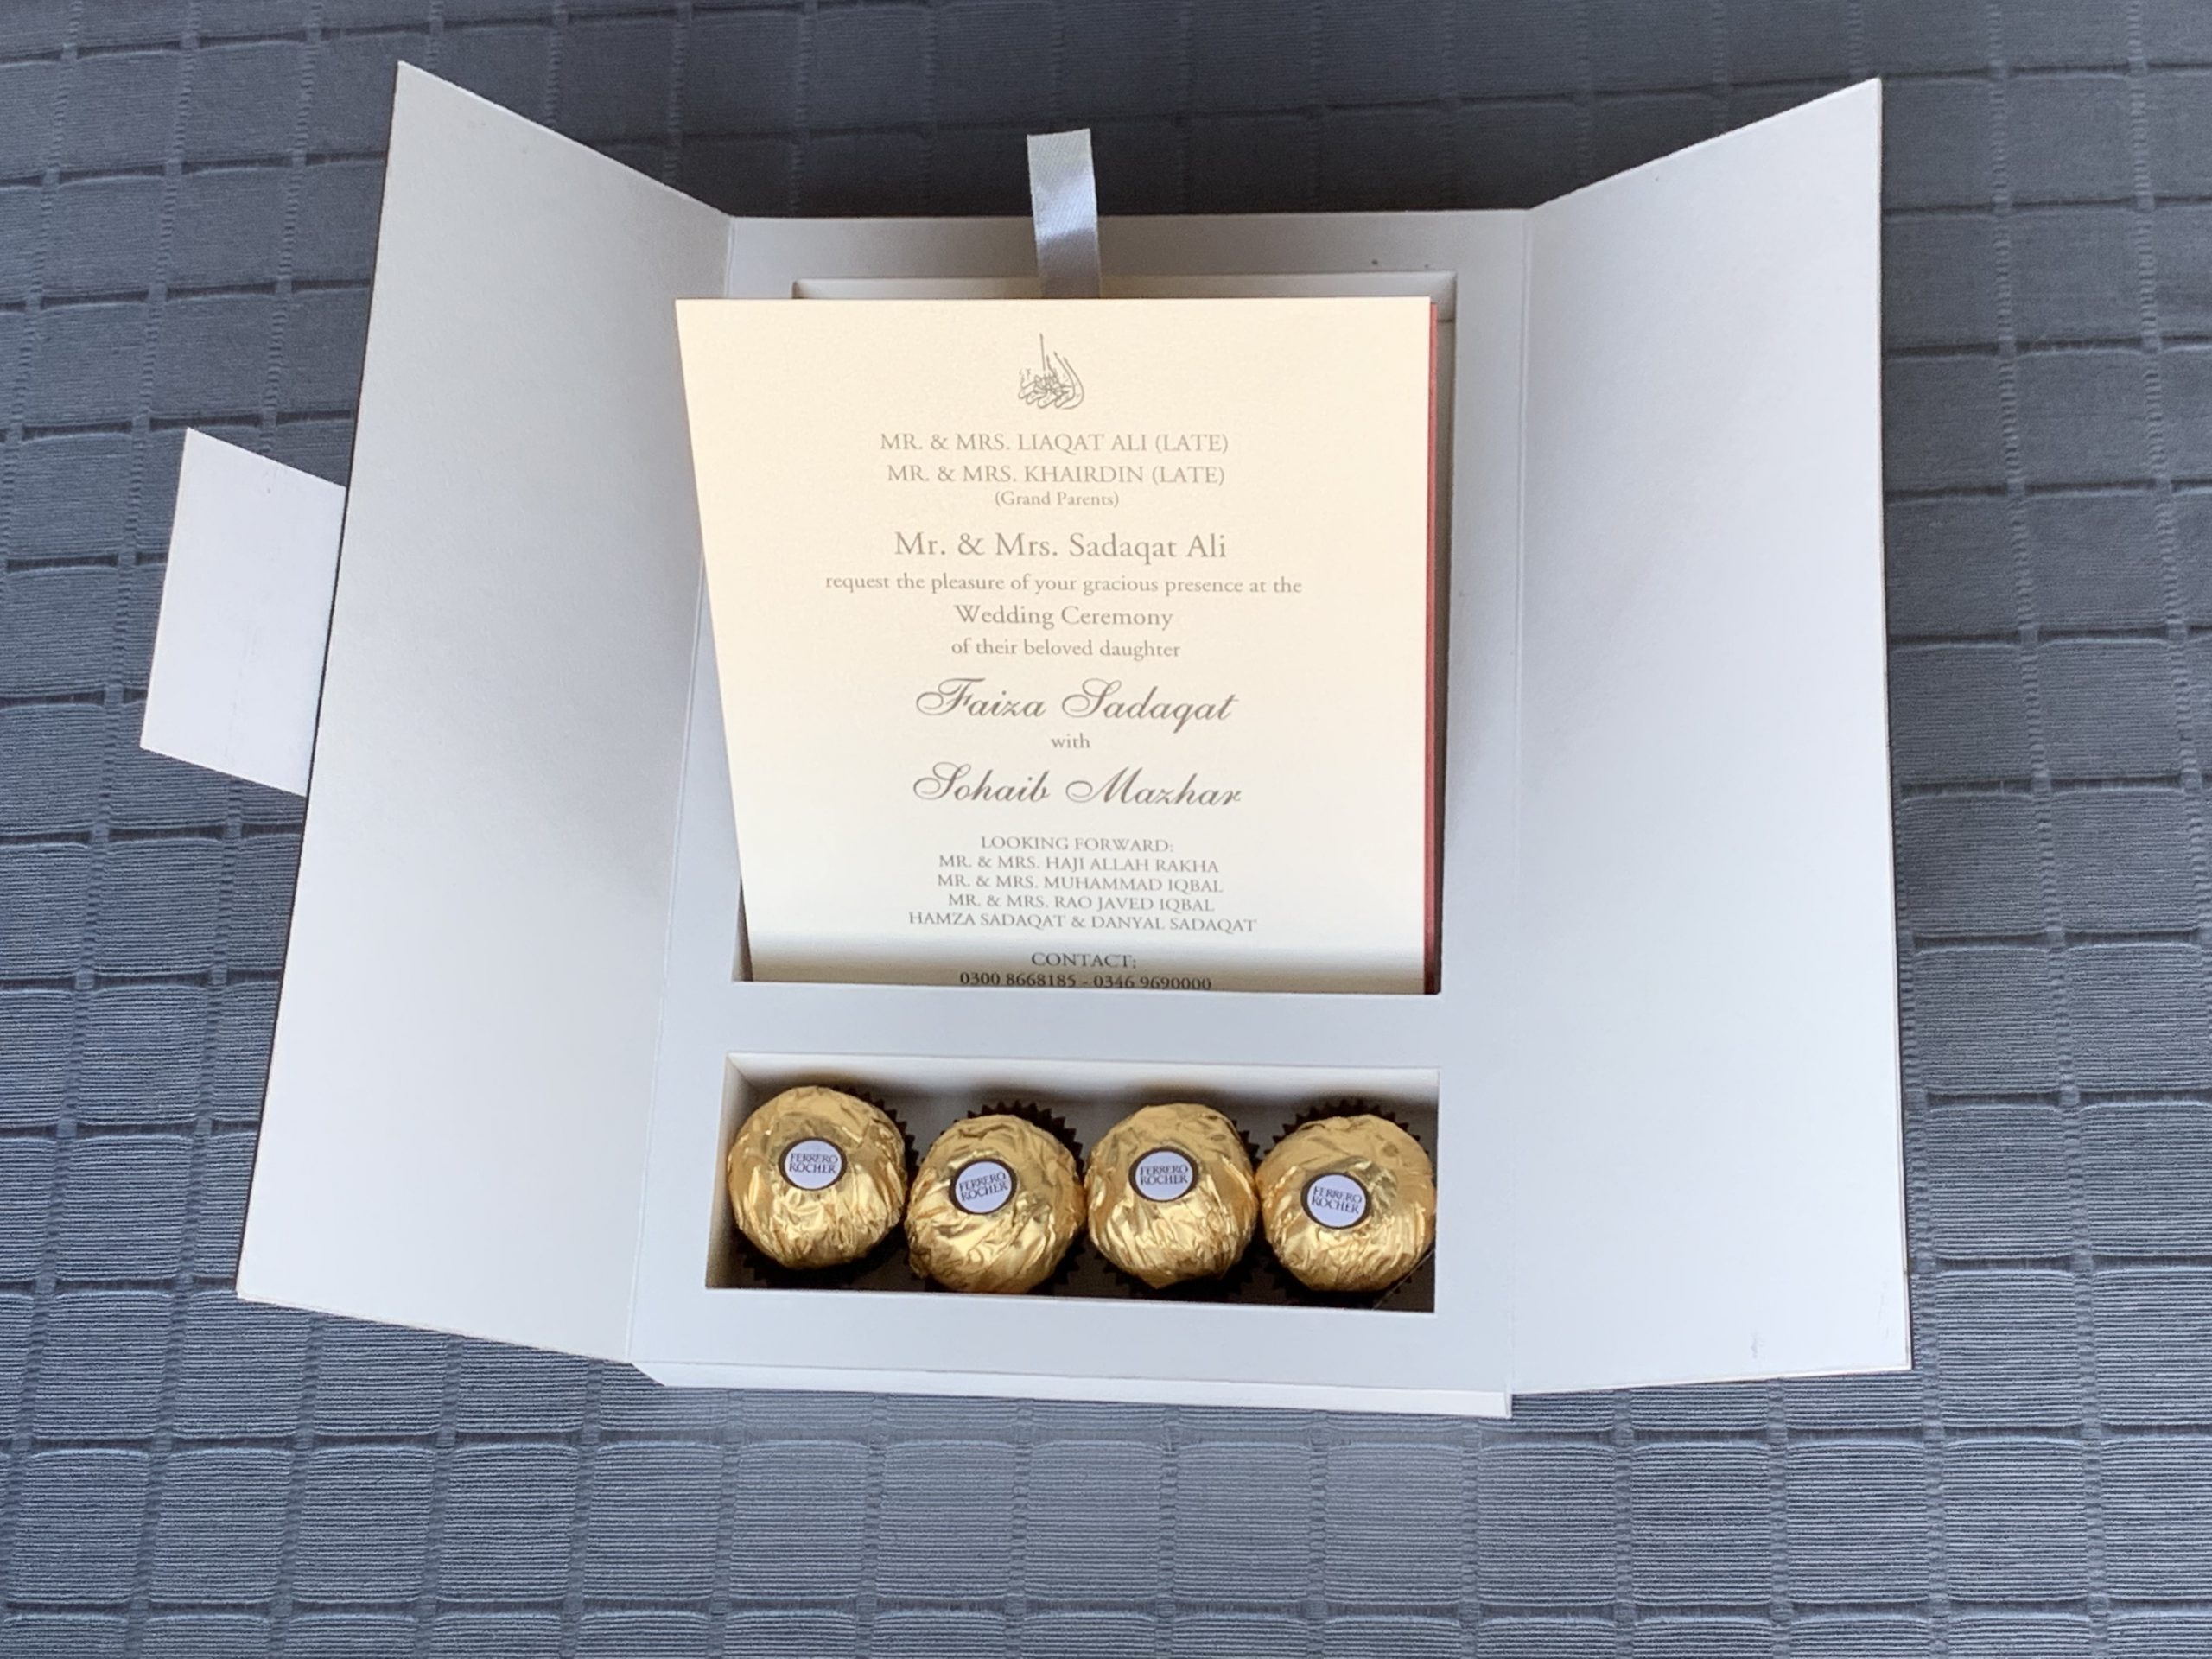 MR. & MRS. LIAQAT ALI (LATE)
MR. & MRS. KHAIRDIN (LATE)
(Grand Parents)
Mr. & Mrs. Sadaqat Ali
request the pleasure of your gracious presence at the
Wedding Ceremony
of their beloved daughter
Faiza Sadaqat
with
Sohaib Mazhar
LOOKING FORWARD:
MR. & MRS. HAJI ALLAH RAKHA
MR. & MRS. MUHAMMAD IQBAL
MR. & MRS. RAO JAVED IQBAL
HAMZA SADAQAT & DANYAL SADAQAT
CONTACT:
0300 8668185 - 0346 9690000
FERRERO
ROCHER
FERRERO
ROCHER
FERRERO
ROCHER
FERRERO
ROCHER